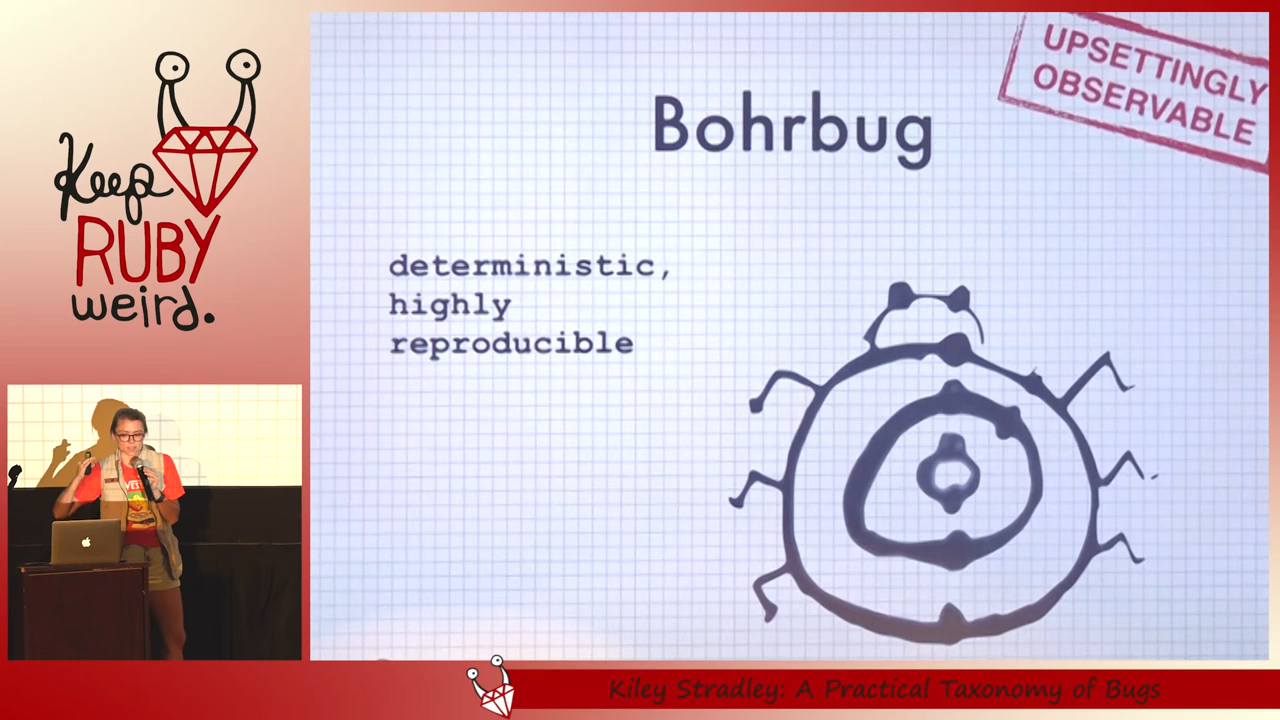 Keep
RUBY
weird.
UPSETTINGLY
OBSERVABLE
Bohrbug
deterministic,
highly
reproducible
Kiley Stradley: A Practical Taxonomy of Bugs